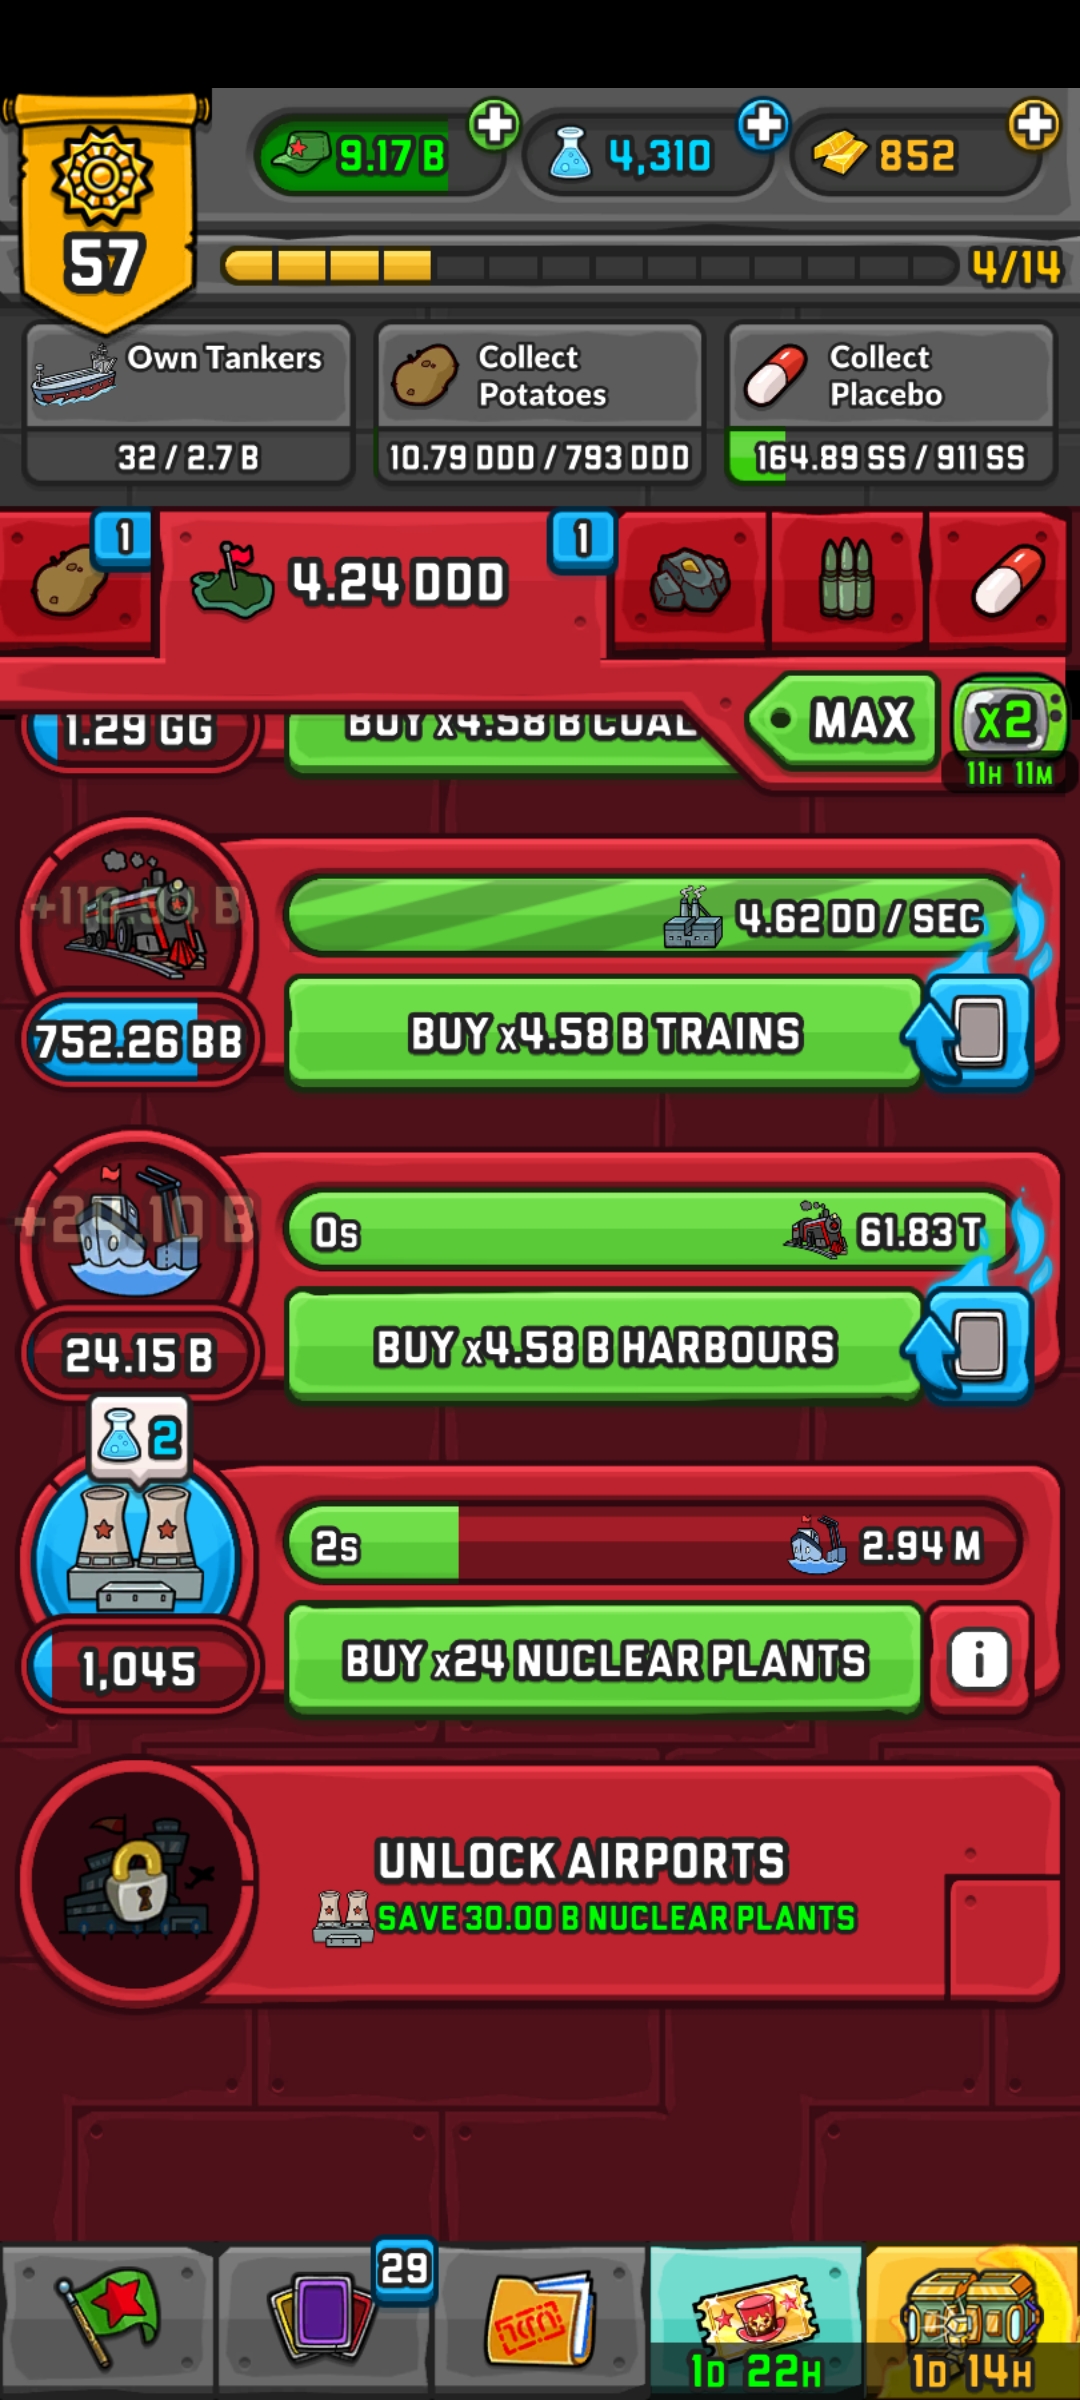 9.17 B
4,310
852
57
4/14
Own Tankers
32 / 2.7 B
Collect
Potatoes
10.79 DDD / 793 DDD
Collect
Placebo
164.89 SS / 911 SS
1
4.24 DDD
1
MAX
x2
11H 11M
1.29 GG
BUY x4.58 B COAL
4.62 DD / SEC
752.26 BB
BUY x4.58 B TRAINS
0s
61.83 T
24.15 B
BUY x4.58 B HARBOURS
2
2s
2.94 M
1,045
BUY x24 NUCLEAR PLANTS
i
UNLOCK AIRPORTS
SAVE 30.00 B NUCLEAR PLANTS
29
1D 22H
1D 14H